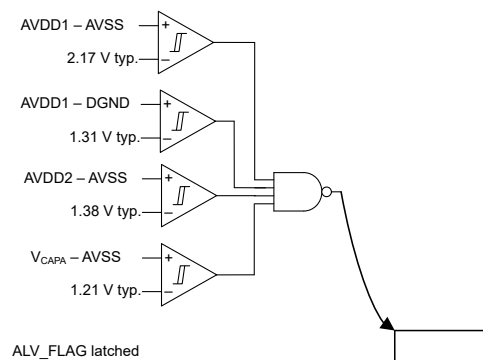 AVDD1 – AVSS
+
2.17 V typ.
–
AVDD1 – DGND
+
1.31 V typ.
–
AVDD2 – AVSS
+
1.38 V typ.
–
VCAPA – AVSS
+
1.21 V typ.
–
ALV_FLAG latched